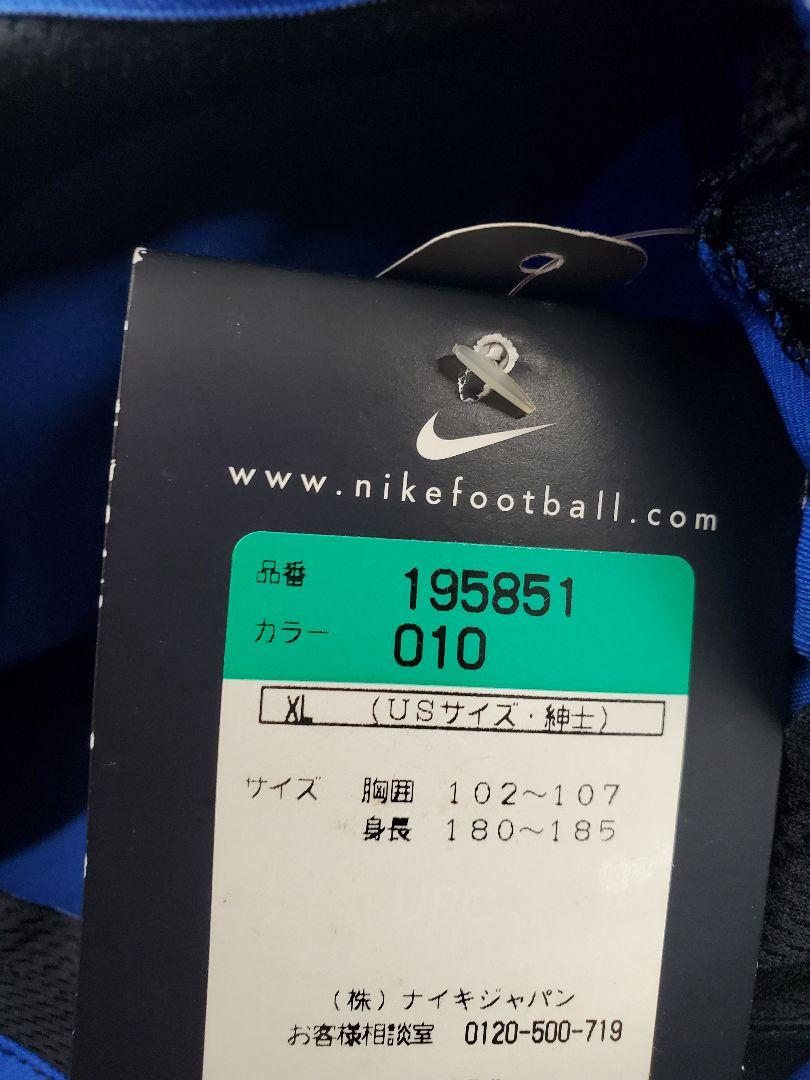 www.nikefootball.com
品番 195851
カラー 010
XL (USサイズ・紳士)
サイズ 胸囲 102～107
身長 180～185
(株)ナイキジャパン
お客様相談室 0120-500-719